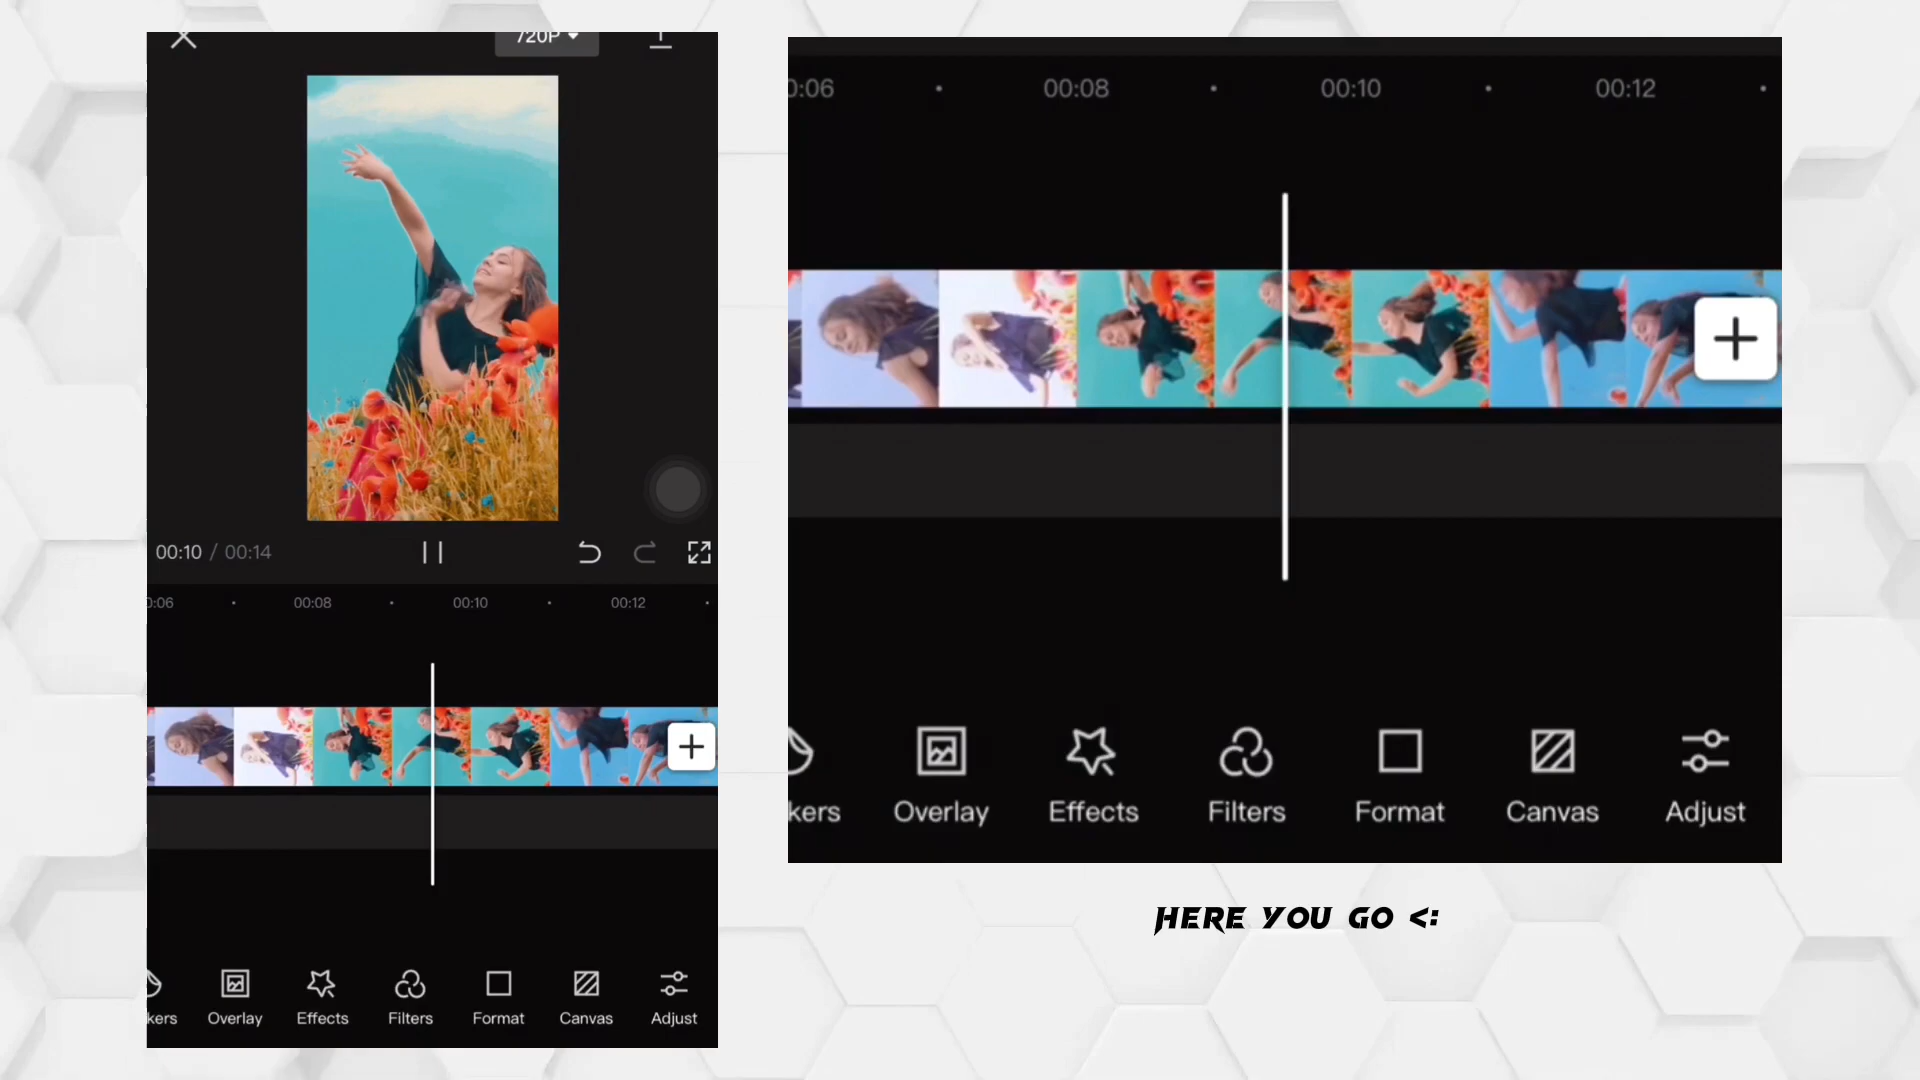 720P
00:10 / 00:14
0:06 00:08 00:10 00:12
kers Overlay Effects Filters Format Canvas Adjust
0:06 00:08 00:10 00:12
kers Overlay Effects Filters Format Canvas Adjust
HERE YOU GO <: